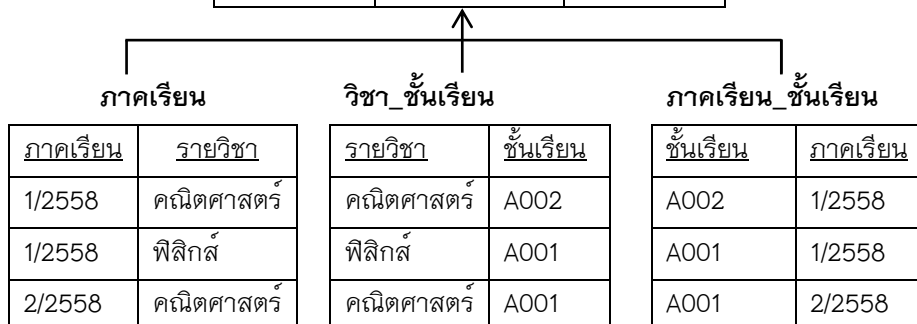 ภาคเรียน วิชา_ชั้นเรียน ภาคเรียน_ชั้นเรียน
ภาคเรียน รายวิชา รายวิชา ชั้นเรียน ชั้นเรียน ภาคเรียน
1/2558 คณิตศาสตร์ คณิตศาสตร์ A002 A002 1/2558
1/2558 ฟิสิกส์ ฟิสิกส์ A001 A001 1/2558
2/2558 คณิตศาสตร์ คณิตศาสตร์ A001 A001 2/2558